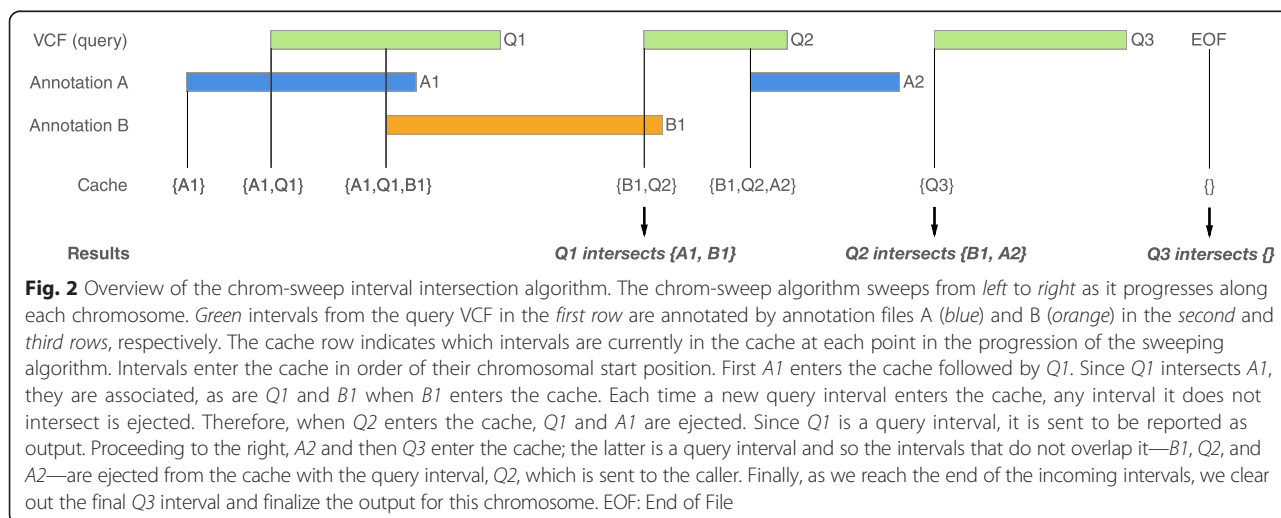 VCF (query) Q1 Q2 Q3 EOF
Annotation A A1 A2
Annotation B B1
Cache {A1} {A1,Q1} {A1,Q1,B1} {B1,Q2} {B1,Q2,A2} {Q3} {}
Results Q1 intersects {A1, B1} Q2 intersects {B1, A2} Q3 intersects {}
Fig. 2 Overview of the chrom-sweep interval intersection algorithm. The chrom-sweep algorithm sweeps from left to right as it progresses along
each chromosome. Green intervals from the query VCF in the first row are annotated by annotation files A (blue) and B (orange) in the second and
third rows, respectively. The cache row indicates which intervals are currently in the cache at each point in the progression of the sweeping
algorithm. Intervals enter the cache in order of their chromosomal start position. First A1 enters the cache followed by Q1. Since Q1 intersects A1,
they are associated, as are Q1 and B1 when B1 enters the cache. Each time a new query interval enters the cache, any interval it does not
intersect is ejected. Therefore, when Q2 enters the cache, Q1 and A1 are ejected. Since Q1 is a query interval, it is sent to be reported as
output. Proceeding to the right, A2 and then Q3 enter the cache; the latter is a query interval and so the intervals that do not overlap it—B1, Q2, and
A2—are ejected from the cache with the query interval, Q2, which is sent to the caller. Finally, as we reach the end of the incoming intervals, we clear
out the final Q3 interval and finalize the output for this chromosome. EOF: End of File